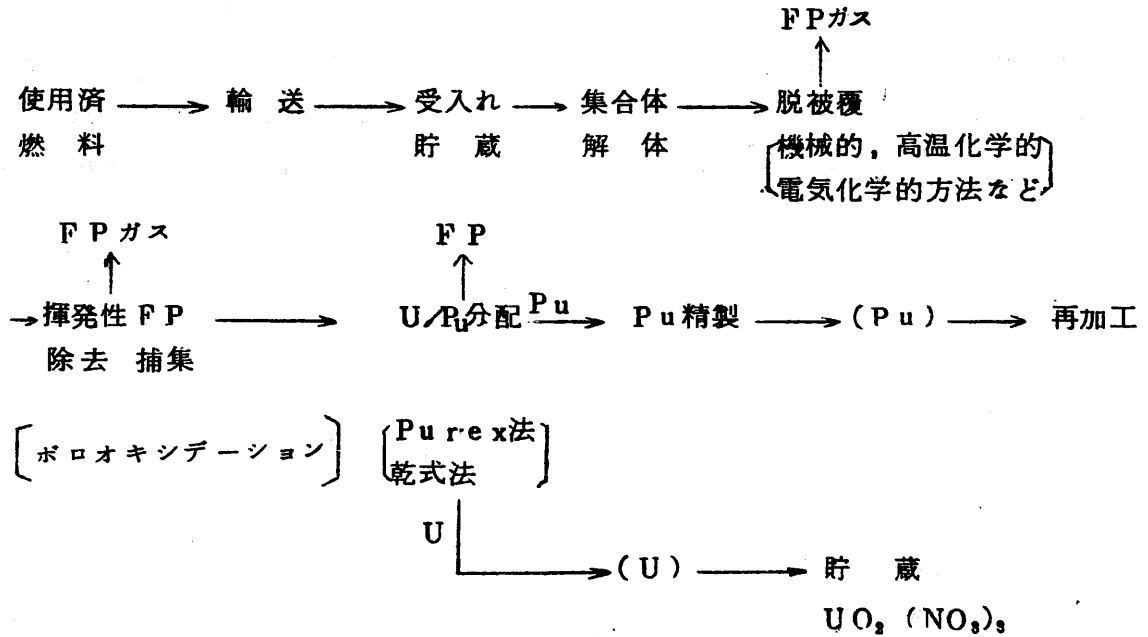 FPガス
使用済 → 輸送 → 受入れ → 集合体 → 脱被覆
燃料 貯蔵 解体 [機械的, 高温化学的
電気化学的方法など]
FPガス FP
→揮発性FP → U/Pu分配 Pu → Pu精製 → (Pu) → 再加工
除去 捕集
[ボロオキシデーション] [Purex法
乾式法]
U
→ (U) → 貯蔵
UO₂(NO₃)₃